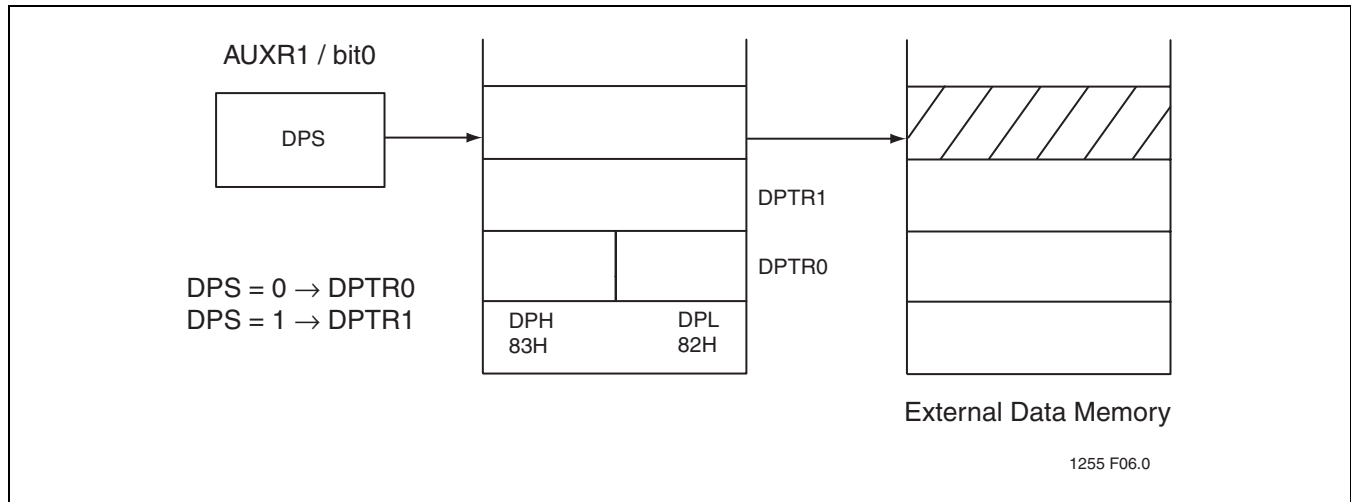 AUXR1 / bit0
DPS
DPTR1
DPTR0
DPS = 0 → DPTR0
DPS = 1 → DPTR1
DPH
83H
DPL
82H
External Data Memory
1255 F06.0